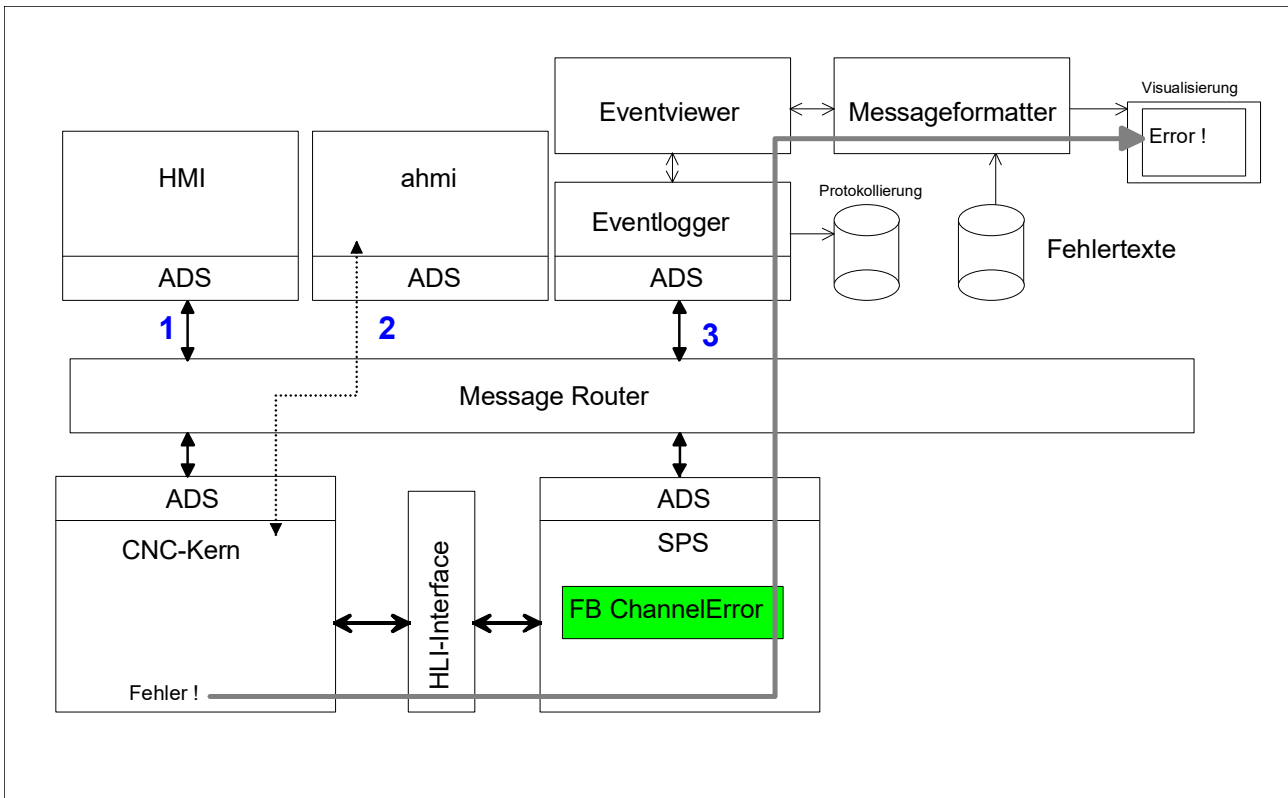 Visualisierung
Eventviewer
Messageformatter
Error !
HMI
ahmi
Protokollierung
Eventlogger
Fehlertexte
ADS
ADS
ADS
1
2
3
Message Router
ADS
ADS
CNC-Kern
HLI-Interface
SPS
FB ChannelError
Fehler !